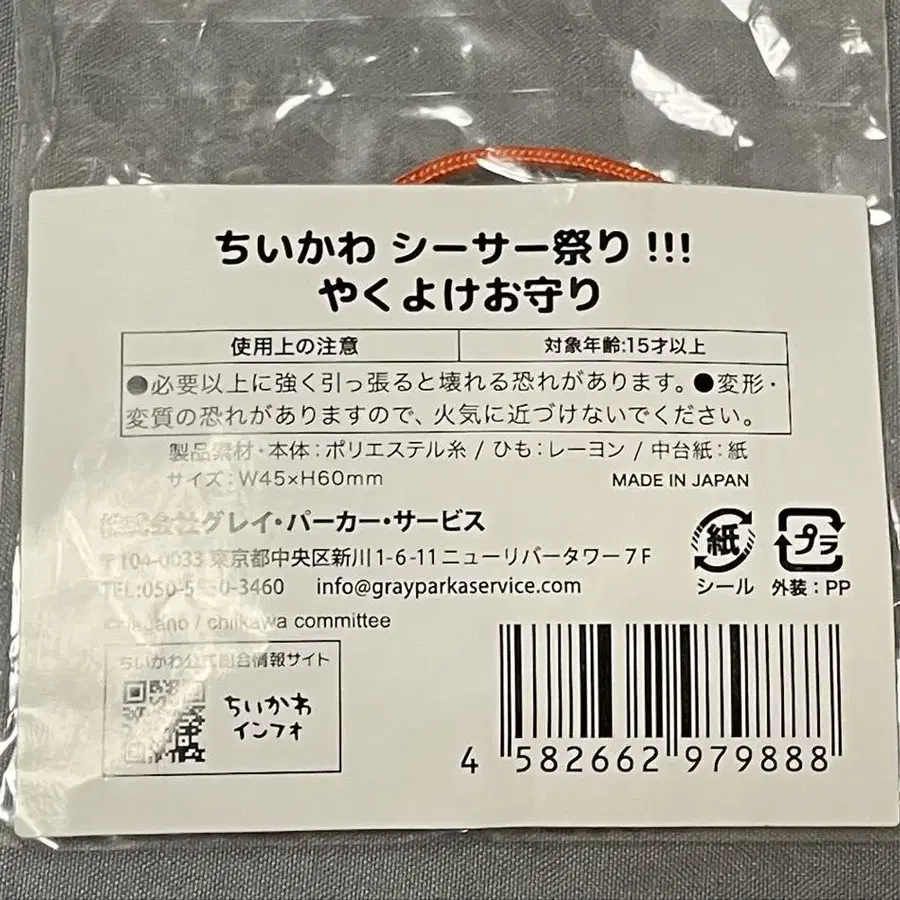 ちいかわ シーサー祭り!!!
やくよけお守り
使用上の注意 対象年齢:15才以上
●必要以上に強く引っ張ると壊れる恐れがあります。●変形・
変質の恐れがありますので、火気に近づけないでください。
製品素材・本体:ポリエステル糸 / ひも:レーヨン / 中台紙:紙
サイズ:W45×H60mm MADE IN JAPAN
株式会社グレイ・パーカー・サービス
〒104-0033 東京都中央区新川1-6-11 ニューリバータワー7F
TEL:050-5530-3460 info@grayparkaservice.com
©nagano / chiikawa committee
紙 シール
プラ 外装:PP
ちいかわ公式総合情報サイト
ちいかわ
インフォ
4 582662 979888